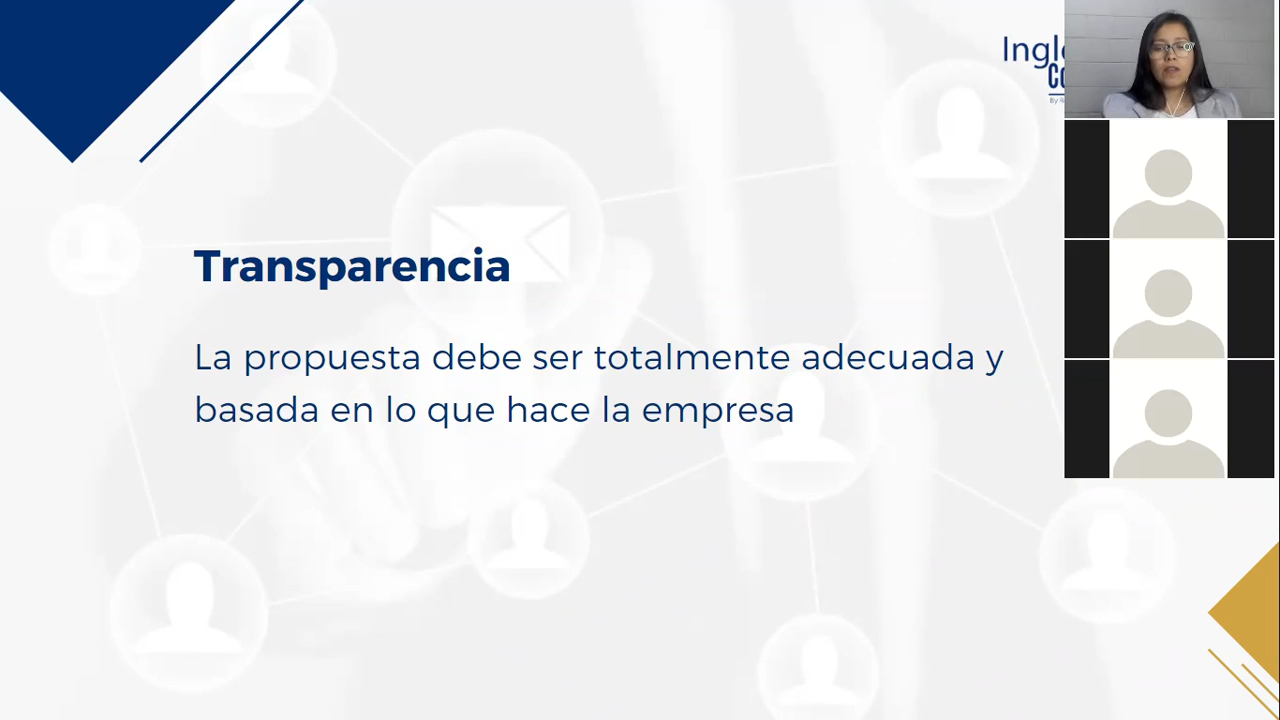 Transparencia
La propuesta debe ser totalmente adecuada y
basada en lo que hace la empresa